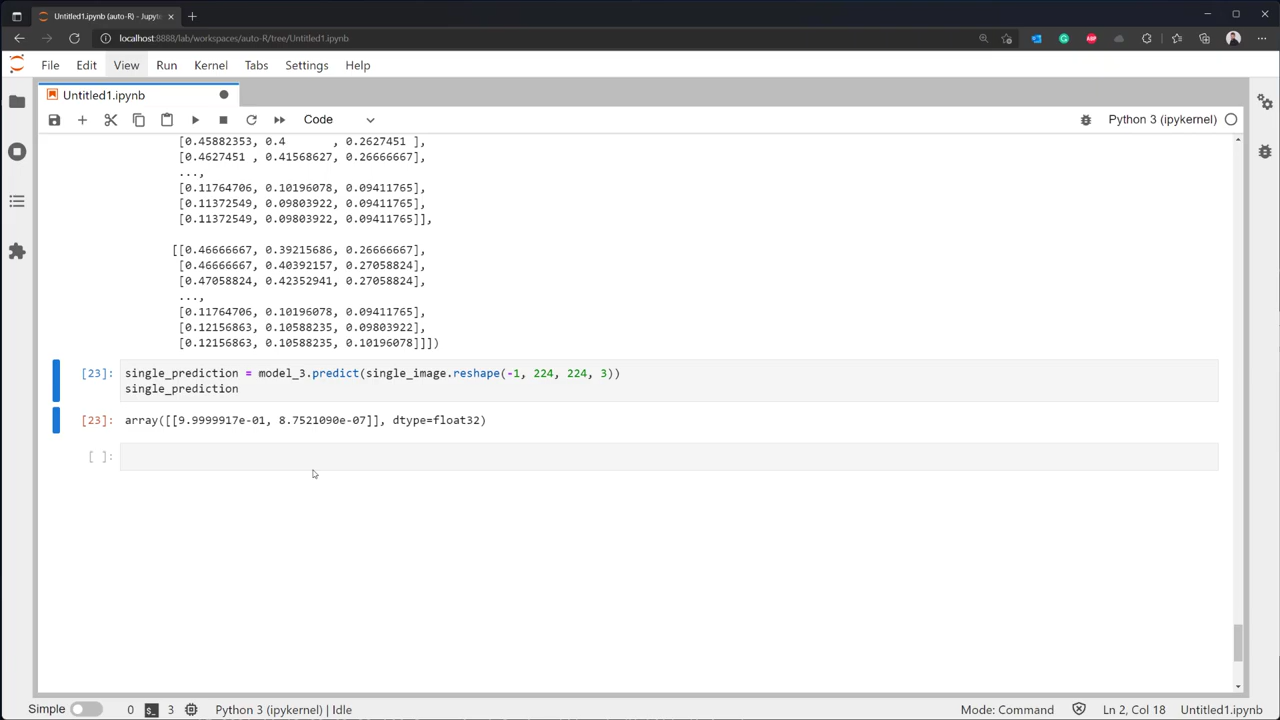 Untitled1.ipynb (auto-R) - Jupyte
localhost:8888/lab/workspaces/auto-R/tree/Untitled1.ipynb
File Edit View Run Kernel Tabs Settings Help
Untitled1.ipynb
Code Python 3 (ipykernel)
[0.45882353, 0.4       , 0.2627451 ],
[0.4627451 , 0.41568627, 0.26666667],
...,
[0.11764706, 0.10196078, 0.09411765],
[0.11372549, 0.09803922, 0.09411765],
[0.11372549, 0.09803922, 0.09411765]],
[[0.46666667, 0.39215686, 0.26666667],
[0.46666667, 0.40392157, 0.27058824],
[0.47058824, 0.42352941, 0.27058824],
...,
[0.11764706, 0.10196078, 0.09411765],
[0.12156863, 0.10588235, 0.09803922],
[0.12156863, 0.10588235, 0.10196078]]])
[23]: single_prediction = model_3.predict(single_image.reshape(-1, 224, 224, 3))
single_prediction
[23]: array([[9.9999917e-01, 8.7521090e-07]], dtype=float32)
[ ]:
Simple 0 3 Python 3 (ipykernel) | Idle Mode: Command Ln 2, Col 18 Untitled1.ipynb